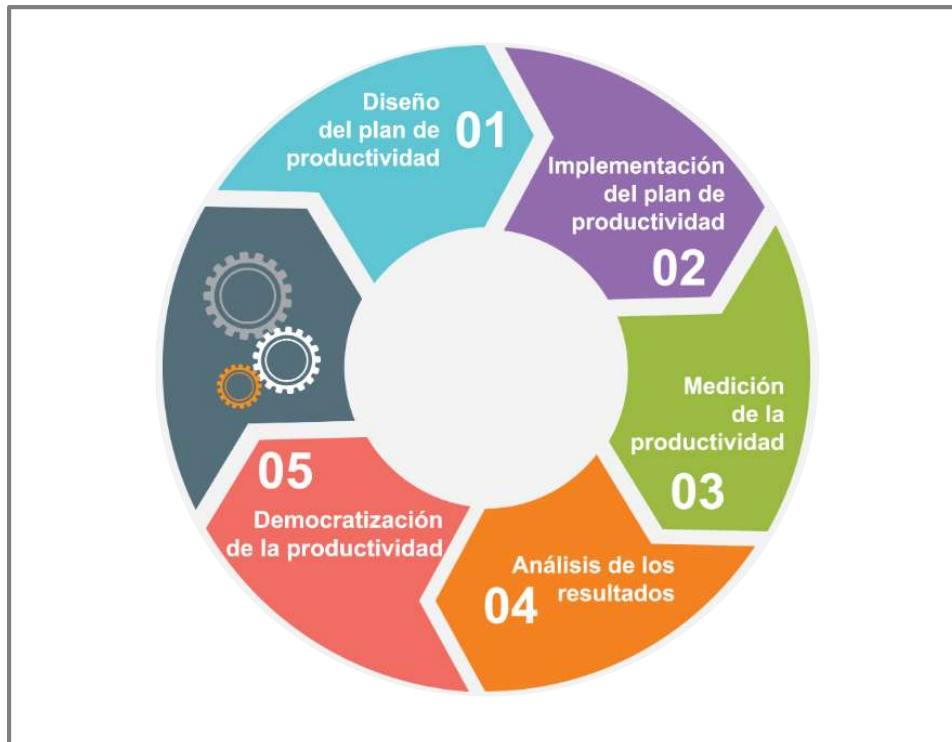 Diseño
del plan de
productividad
01
Implementación
del plan de
productividad
02
Medición
de la
productividad
03
Análisis de los
resultados
04
05
Democratización
de la productividad